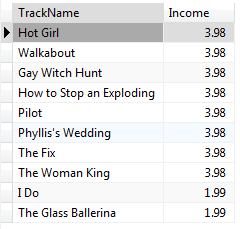 TrackName Income
Hot Girl 3.98
Walkabout 3.98
Gay Witch Hunt 3.98
How to Stop an Exploding 3.98
Pilot 3.98
Phyllis's Wedding 3.98
The Fix 3.98
The Woman King 3.98
I Do 1.99
The Glass Ballerina 1.99